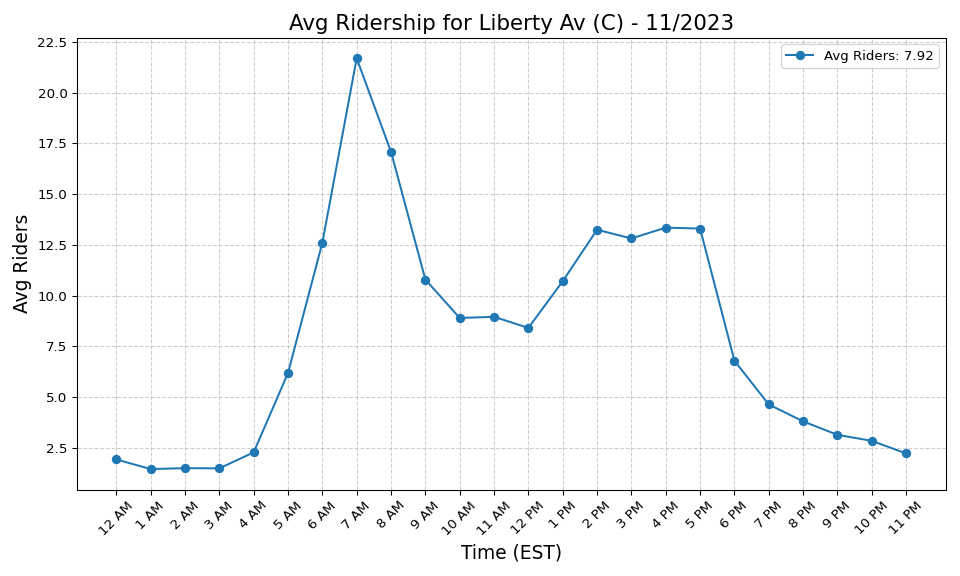 Avg Ridership for Liberty Av (C) - 11/2023
Avg Riders: 7.92
Avg Riders
22.5
20.0
17.5
15.0
12.5
10.0
7.5
5.0
2.5
12 AM
1 AM
2 AM
3 AM
4 AM
5 AM
6 AM
7 AM
8 AM
9 AM
10 AM
11 AM
12 PM
1 PM
2 PM
3 PM
4 PM
5 PM
6 PM
7 PM
8 PM
9 PM
10 PM
11 PM
Time (EST)